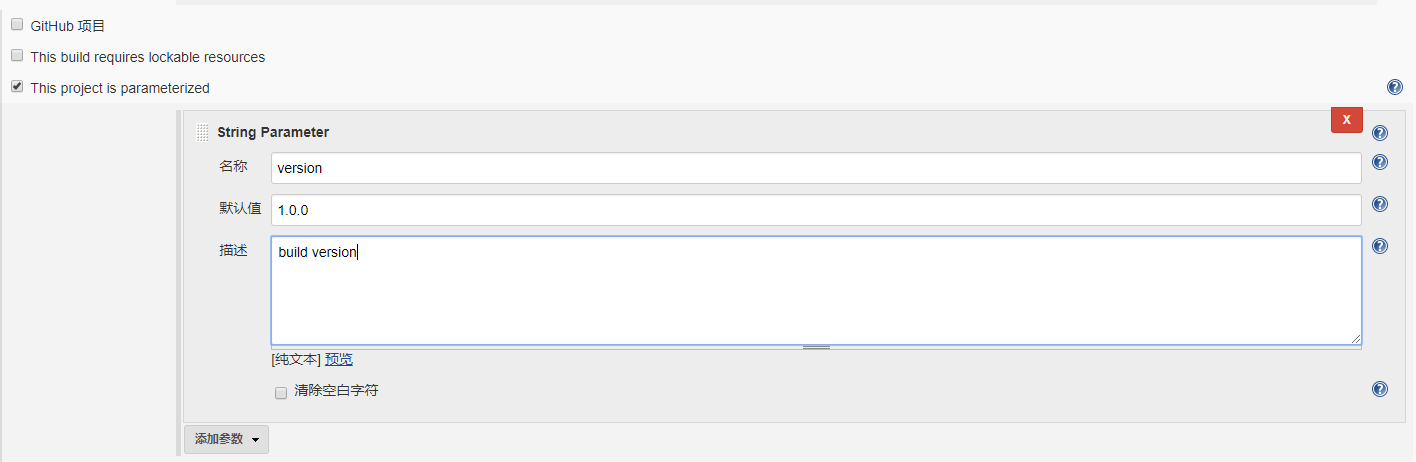 GitHub 项目
This build requires lockable resources
This project is parameterized
String Parameter
X
名称
version
默认值
1.0.0
描述
build version
[纯文本] 预览
清除空白字符
添加参数